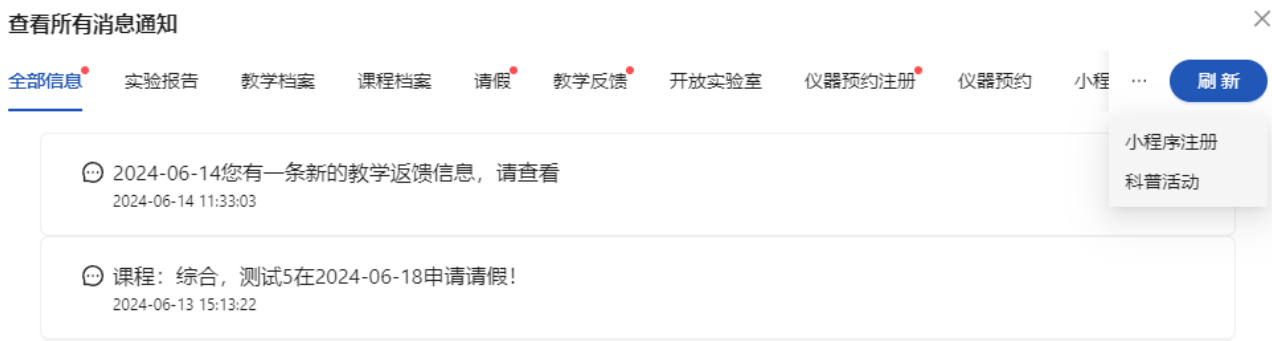 查看所有消息通知
全部信息 实验报告 教学档案 课程档案 请假 教学反馈 开放实验室 仪器预约注册 仪器预约 小程 ··· 刷新
小程序注册
科普活动
2024-06-14您有一条新的教学返馈信息，请查看
2024-06-14 11:33:03
课程：综合，测试5在2024-06-18申请请假！
2024-06-13 15:13:22